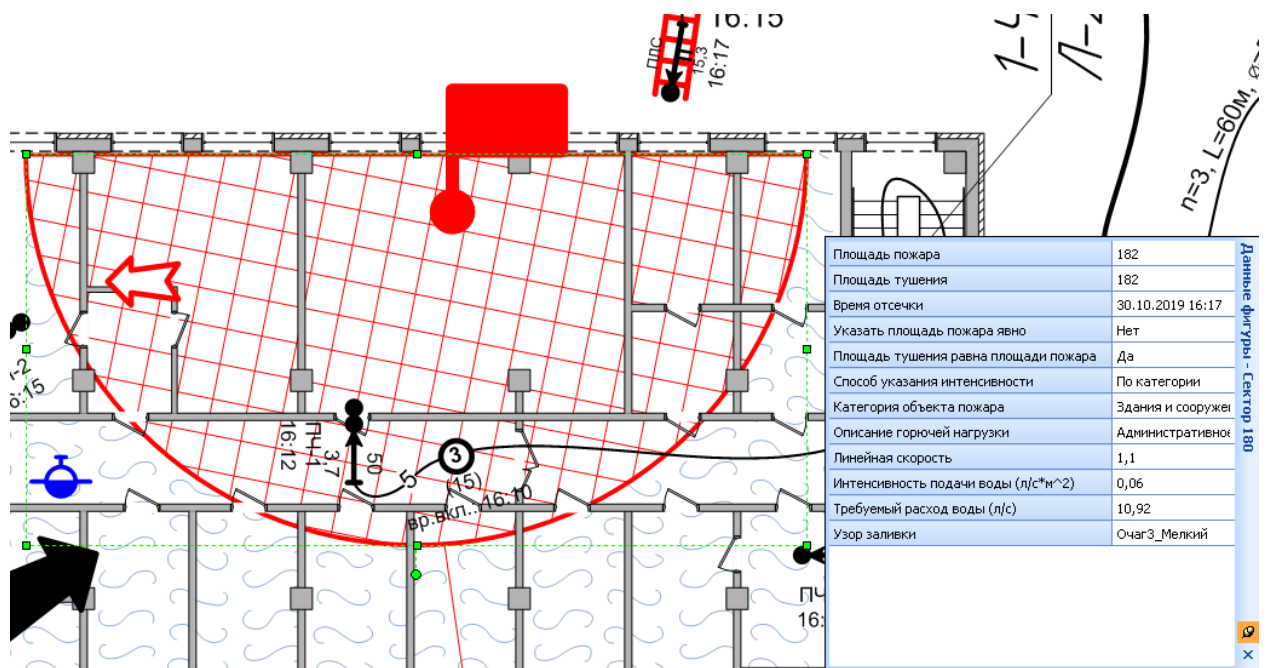 16:15
ПЛС
15,3
16:17
n=3, L=60м,
16:15
16:12
ПЧ-1
3,7
50
5
3
(15)
вр.вкл.:16:10
ПЧ
16:
Данные фигуры - Сектор 180
Площадь пожара 182
Площадь тушения 182
Время отсечки 30.10.2019 16:17
Указать площадь пожара явно Нет
Площадь тушения равна площади пожара Да
Способ указания интенсивности По категории
Категория объекта пожара Здания и сооружен
Описание горючей нагрузки Административное
Линейная скорость 1,1
Интенсивность подачи воды (л/с*м^2) 0,06
Требуемый расход воды (л/с) 10,92
Узор заливки Очаг3_Мелкий